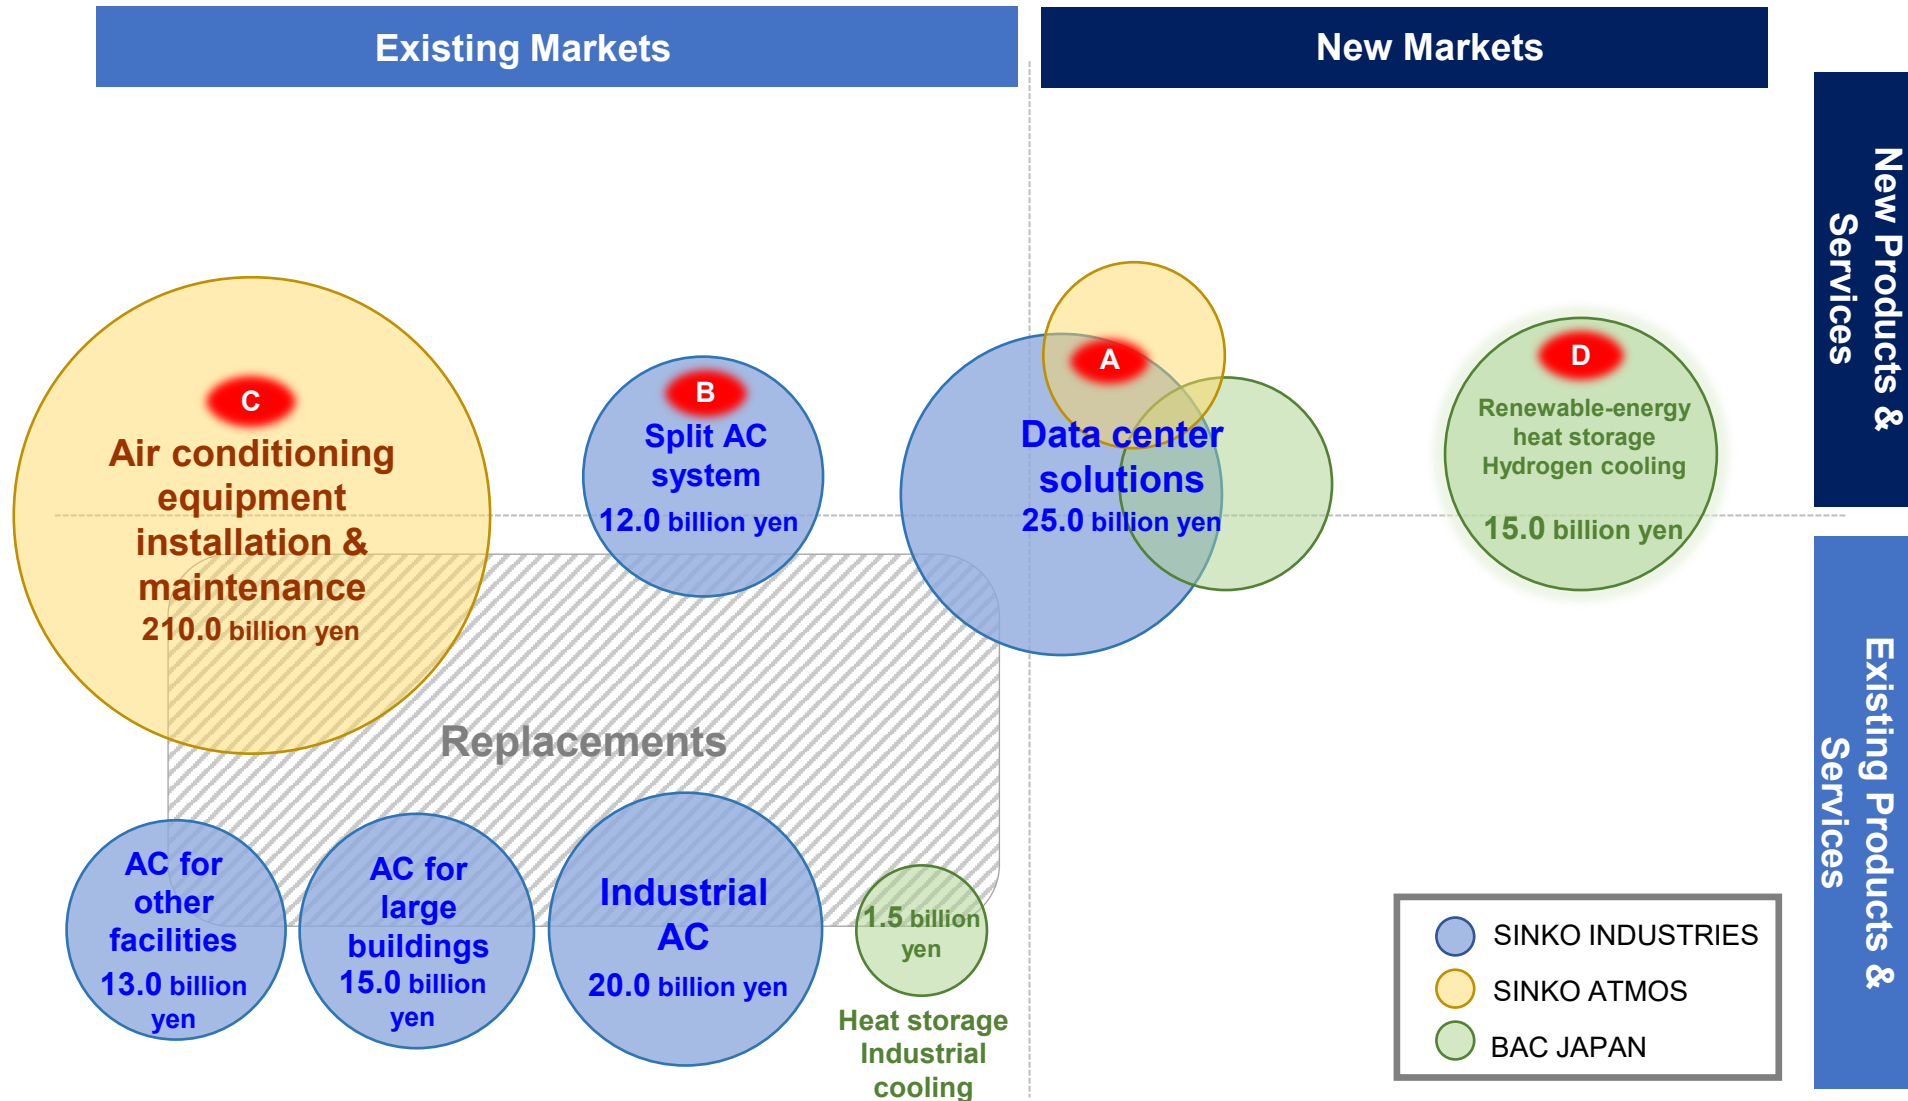 Existing Markets
New Markets
New Products &
Services
Existing Products &
Services
C
Air conditioning
equipment
installation &
maintenance
210.0 billion yen
B
Split AC
system
12.0 billion yen
A
Data center
solutions
25.0 billion yen
D
Renewable-energy
heat storage
Hydrogen cooling
15.0 billion yen
Replacements
AC for
other
facilities
13.0 billion
yen
AC for
large
buildings
15.0 billion
yen
Industrial
AC
20.0 billion yen
1.5 billion
yen
Heat storage
Industrial
cooling
SINKO INDUSTRIES
SINKO ATMOS
BAC JAPAN